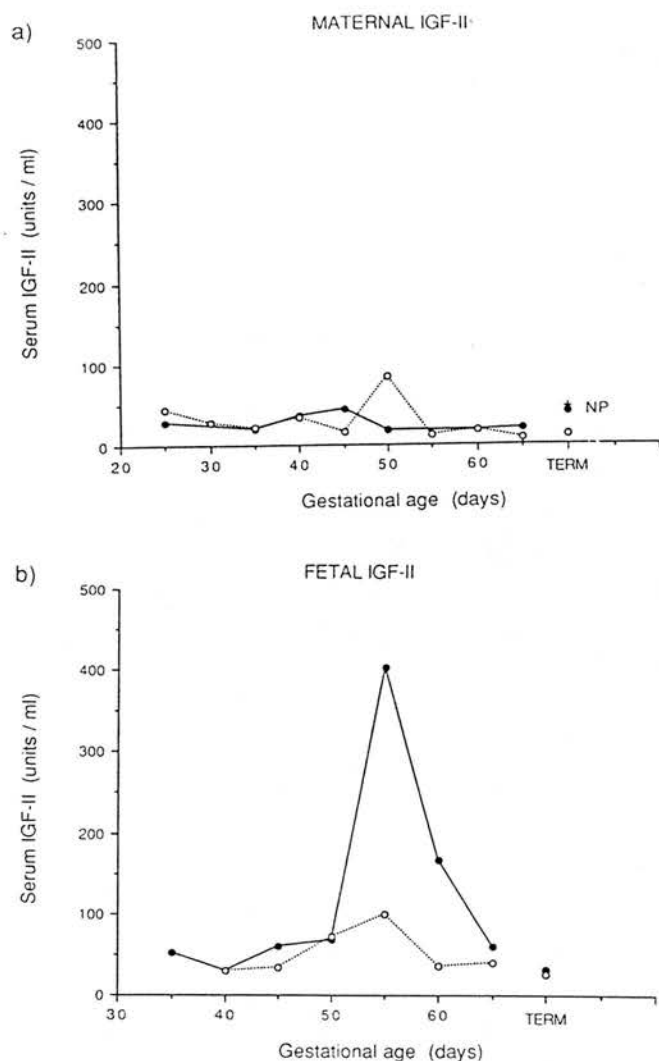 a)
MATERNAL IGF-II
500
400
300
200
100
0
Serum IGF-II (units / ml)
20 30 40 50 60 TERM
NP
Gestational age (days)
b)
FETAL IGF-II
500
400
300
200
100
0
Serum IGF-II (units / ml)
30 40 50 60 TERM
Gestational age (days)